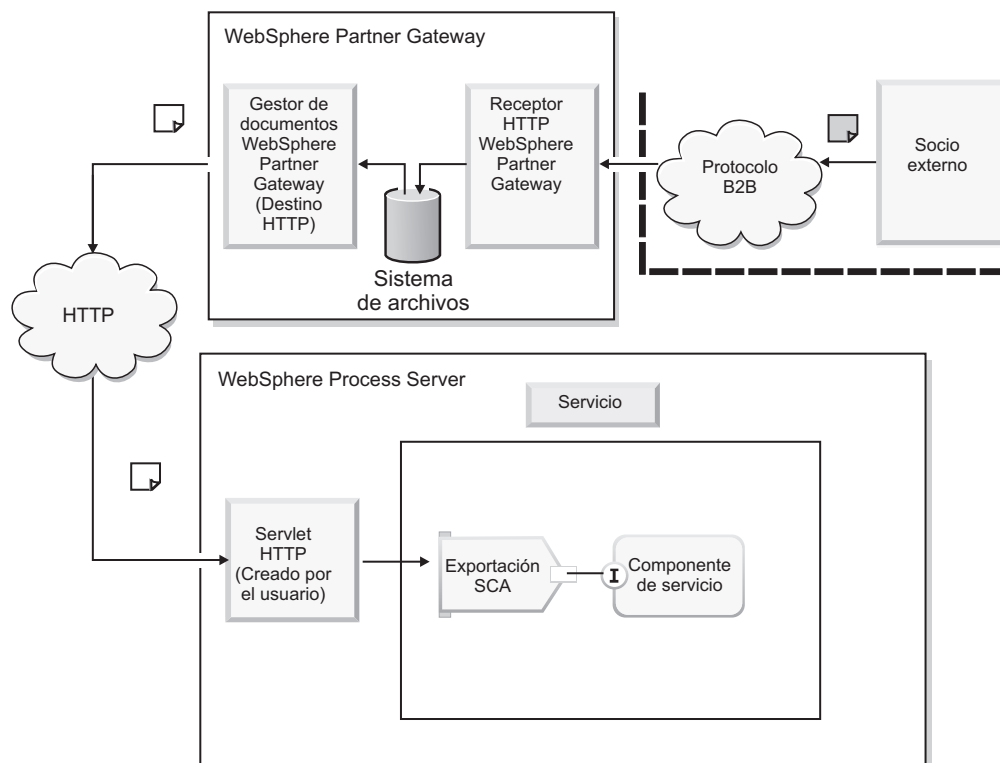 WebSphere Partner Gateway
Gestor de
documentos
WebSphere
Partner
Gateway
(Destino
HTTP)
Receptor
HTTP
WebSphere
Partner
Gateway
Sistema
de archivos
Protocolo
B2B
Socio
externo
HTTP
WebSphere Process Server
Servicio
Servlet
HTTP
(Creado por
el usuario)
Exportación
SCA
I
Componente
de servicio